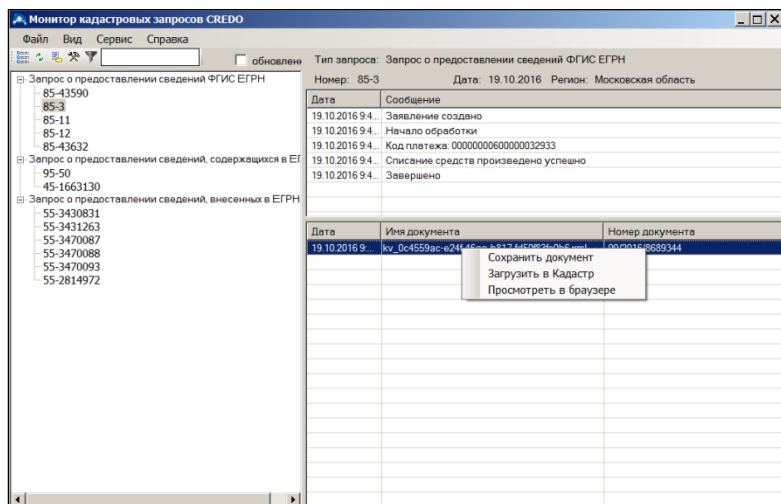 Монитор кадастровых запросов CREDO
Файл Вид Сервис Справка
обновлен
Запрос о предоставлении сведений ФГИС ЕГРН
85-43590
85-3
85-11
85-12
85-43632
Запрос о предоставлении сведений, содержащихся в ЕГ
95-50
45-1663130
Запрос о предоставлении сведений, внесенных в ЕГРН
55-3430831
55-3431263
55-3470087
55-3470088
55-3470093
55-2814972
Тип запроса: Запрос о предоставлении сведений ФГИС ЕГРН
Номер: 85-3 Дата: 19.10.2016 Регион: Московская область
Дата Сообщение
19.10.2016 9:4... Заявление создано
19.10.2016 9:4... Начало обработки
19.10.2016 9:4... Код платежа: 00000000600000032933
19.10.2016 9:4... Списание средств произведено успешно
19.10.2016 9:4... Завершено
Дата Имя документа Номер документа
19.10.2016 9:...
Сохранить документ
Загрузить в Кадастр
Просмотреть в браузере